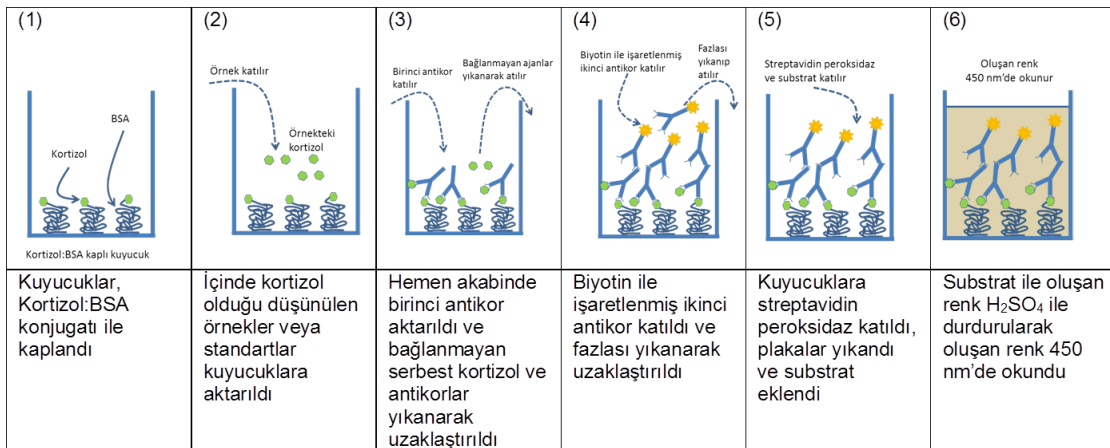 (1)
BSA
Kortizol
Kortizol:BSA kaplı kuyucuk
Kuyucuklar,
Kortizol:BSA
konjugatı ile
kaplandı
(2)
Örnek katılır
Örnekteki
kortizol
İçinde kortizol
olduğu düşünülen
örnekler veya
standartlar
kuyucuklara
aktarıldı
(3)
Birinci antikor
katılır
Bağlanmayan ajanlar
yıkanarak atılır
Hemen akabinde
birinci antikor
aktarıldı ve
bağlanmayan
serbest kortizol ve
antikorlar
yıkanarak
uzaklaştırıldı
(4)
Biyotin ile işaretlenmiş
ikinci antikor katılır
Fazlası
yıkanıp
atılır
Biyotin ile
işaretlenmiş ikinci
antikor katıldı ve
fazlası yıkanarak
uzaklaştırıldı
(5)
Streptavidin peroksidaz
ve substrat katılır
Kuyucuklara
streptavidin
peroksidaz katıldı,
plakalar yıkandı
ve substrat
eklendi
(6)
Oluşan renk
450 nm'de okunur
Substrat ile oluşan
renk H₂SO₄ ile
durdurularak
oluşan renk 450
nm'de okundu